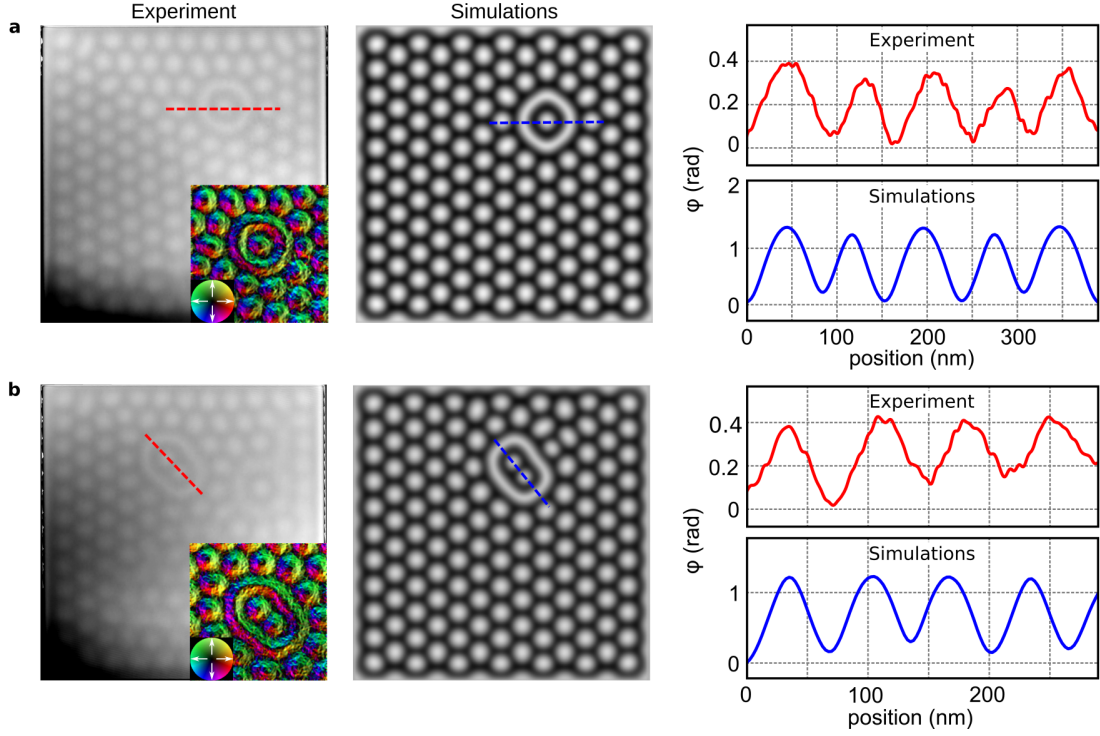 Experiment
Simulations
a
Experiment
0.4
0.2
0
φ (rad)
Simulations
2
1
0
0
100
200
300
position (nm)
b
Experiment
0.4
0.2
0
φ (rad)
Simulations
1
0
0
100
200
position (nm)